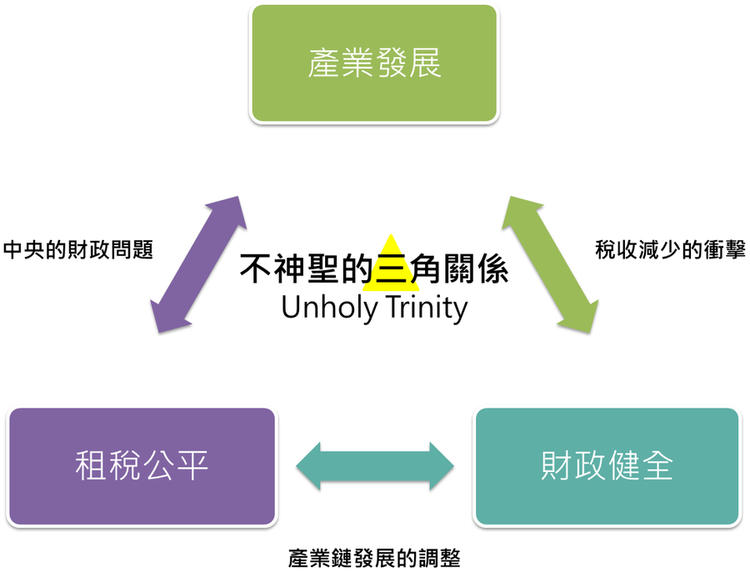 產業發展
中央的財政問題
稅收減少的衝擊
不神聖的三角關係
Unholy Trinity
租稅公平
財政健全
產業鏈發展的調整